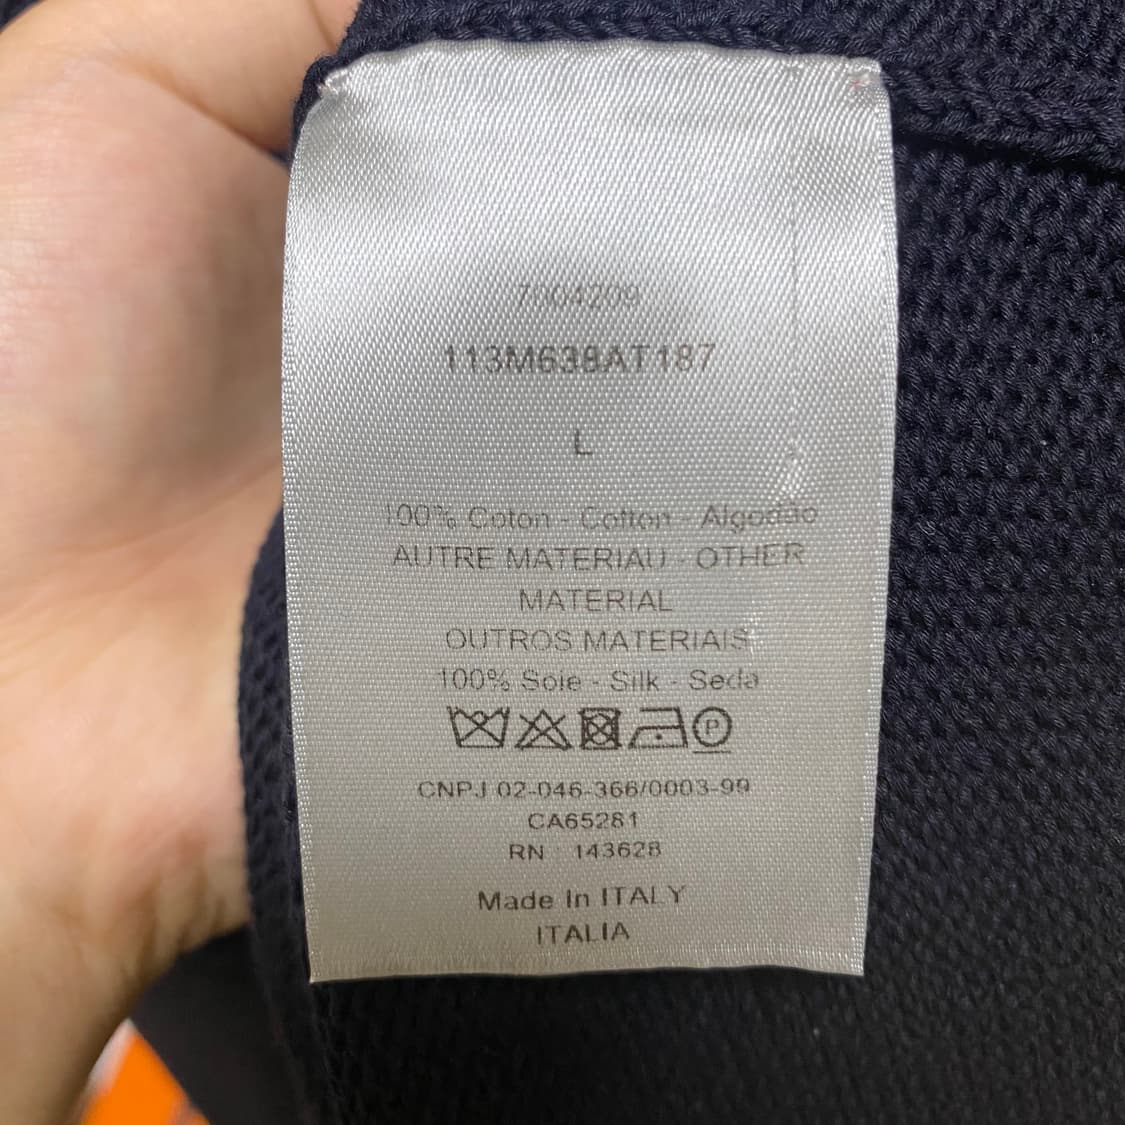 7804209
113M638AT187
L
100% Coton - Cotton - Algodão
AUTRE MATERIAU - OTHER
MATERIAL
OUTROS MATERIAIS
100% Soie - Silk - Seda
P
CNPJ 02-046-366/0003-99
CA65281
RN : 143628
Made In ITALY
ITALIA